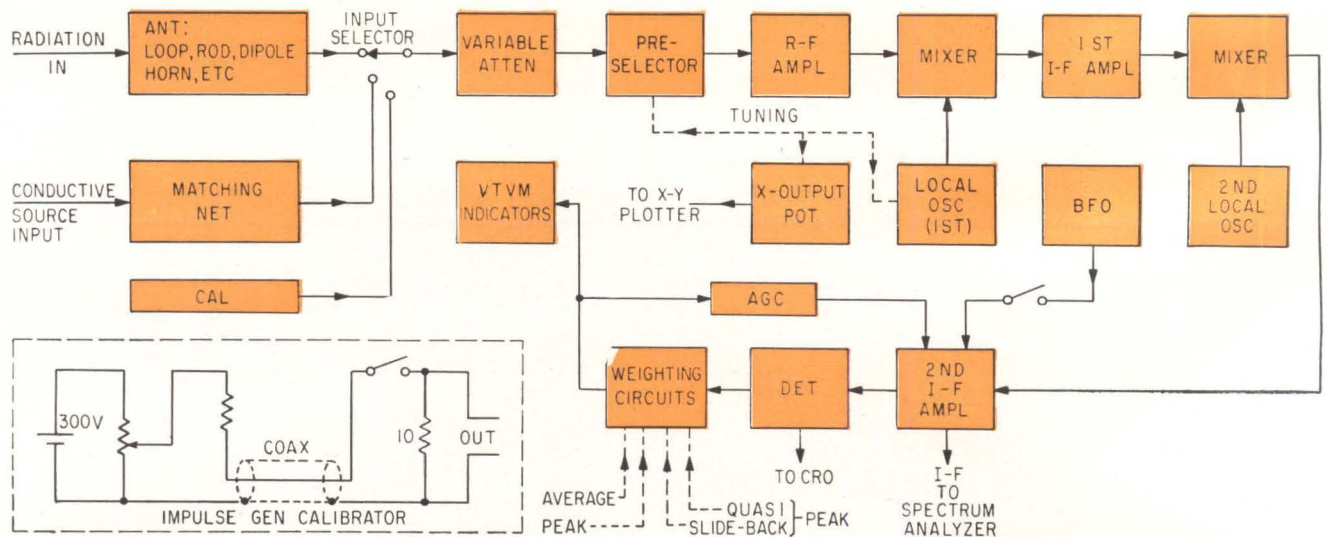 RADIATION
IN
ANT:
LOOP, ROD, DIPOLE
HORN, ETC
INPUT
SELECTOR
VARIABLE
ATTEN
PRE-
SELECTOR
R-F
AMPL
MIXER
1 ST
I-F AMPL
MIXER
TUNING
CONDUCTIVE
SOURCE
INPUT
MATCHING
NET
VTVM
INDICATORS
TO X-Y
PLOTTER
X-OUTPUT
POT
LOCAL
OSC
(1ST)
BFO
2ND
LOCAL
OSC
CAL
AGC
300V
COAX
10
OUT
IMPULSE GEN CALIBRATOR
WEIGHTING
CIRCUITS
DET
2ND
I-F
AMPL
AVERAGE
PEAK
QUASI
SLIDE-BACK
PEAK
TO CRO
I-F
TO
SPECTRUM
ANALYZER